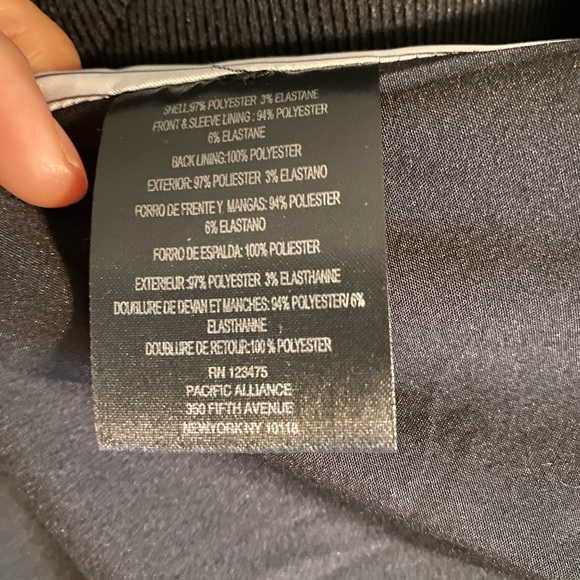 SHELL:97% POLYESTER 3% ELASTANE
FRONT & SLEEVE LINING : 94% POLYESTER
6% ELASTANE
BACK LINING:100% POLYESTER
EXTERIOR: 97% POLIESTER 3% ELASTANO
FORRO DE FRENTE Y MANGAS: 94% POLIESTER
6% ELASTANO
FORRO DE ESPALDA: 100% POLIESTER
EXTERIEUR :97% POLYESTER 3% ELASTHANNE
DOUBLURE DE DEVAN ET MANCHES: 94% POLYESTER/ 6%
ELASTHANNE
DOUBLURE DE RETOUR:100 % POLYESTER
RN 123475
PACIFIC ALLIANCE
350 FIFTH AVENUE
NEWYORK NY 10118